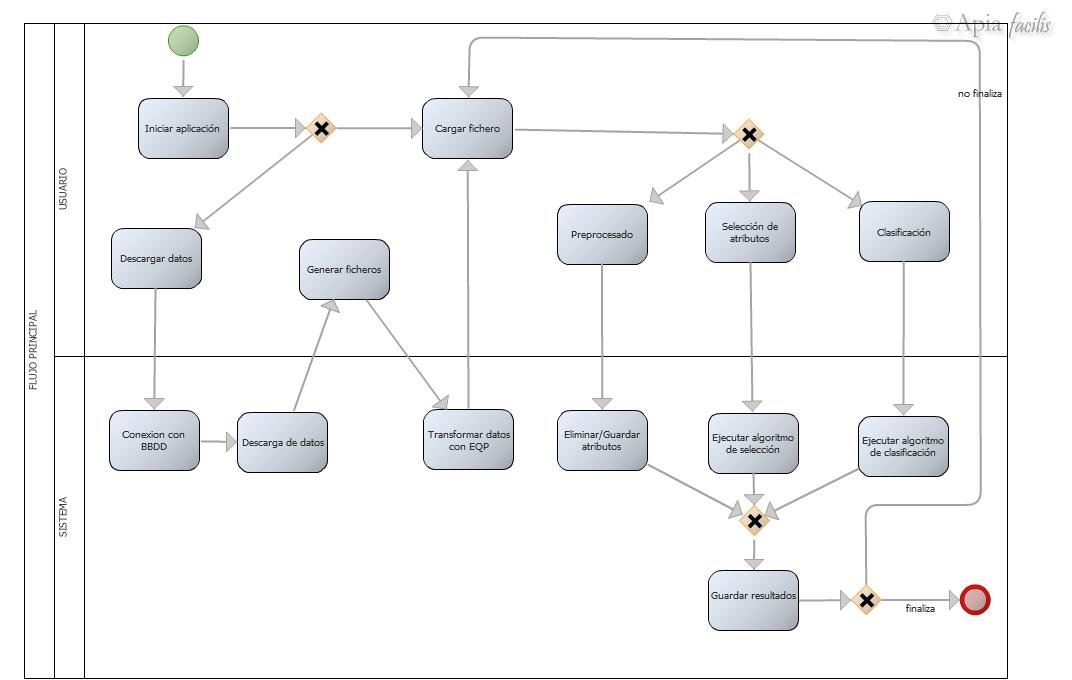 Apia facilis
no finaliza
Iniciar aplicación
Cargar fichero
USUARIO
Preprocesado
Selección de
atributos
Clasificación
Descargar datos
Generar ficheros
FLUJO PRINCIPAL
Conexion con
BBDD
Descarga de datos
Transformar datos
con EQP
Eliminar/Guardar
atributos
Ejecutar algoritmo
de selección
Ejecutar algoritmo
de clasificación
SISTEMA
Guardar resultados
finaliza